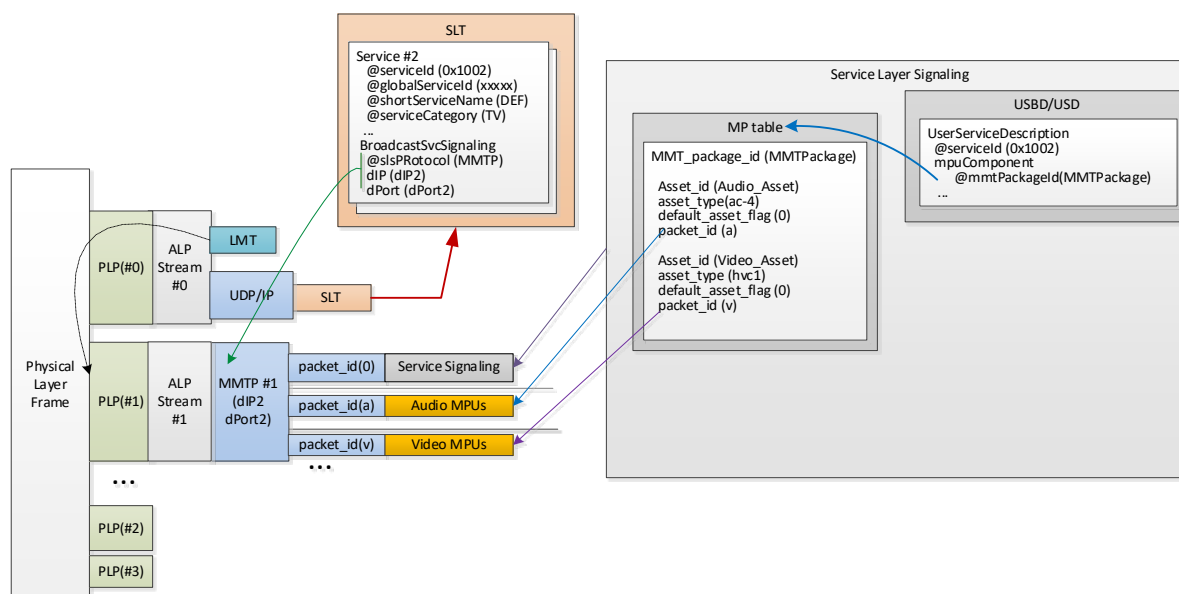 SLT
Service #2
@serviceId (0x1002)
@globalServiceId (xxxxx)
@shortServiceName (DEF)
@serviceCategory (TV)
...
BroadcastSvcSignaling
@slsPRotocol (MMTP)
dIP (dIP2)
dPort (dPort2)
Service Layer Signaling
USBD/USD
UserServiceDescription
@serviceId (0x1002)
mpuComponent
@mmtPackageId(MMTPackage)
...
MP table
MMT_package_id (MMTPackage)
Asset_id (Audio_Asset)
asset_type(ac-4)
default_asset_flag (0)
packet_id (a)
Asset_id (Video_Asset)
asset_type (hvc1)
default_asset_flag (0)
packet_id (v)
Physical
Layer
Frame
PLP(#0)
ALP
Stream
#0
LMT
UDP/IP
SLT
PLP(#1)
ALP
Stream
#1
MMTP #1
(dIP2
dPort2)
packet_id(0)
Service Signaling
packet_id(a)
Audio MPUs
packet_id(v)
Video MPUs
...
...
PLP(#2)
PLP(#3)